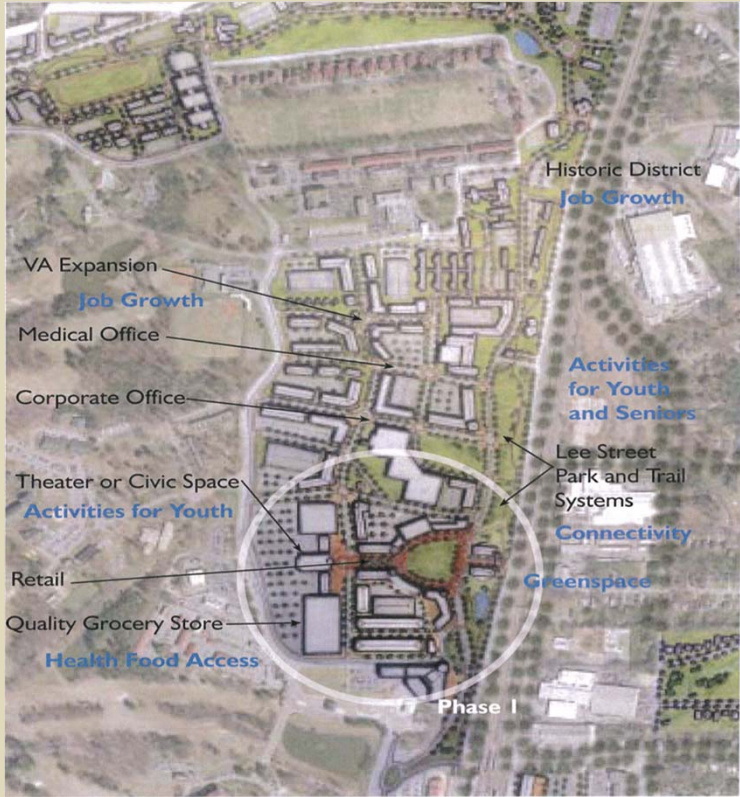 Historic District
Job Growth
VA Expansion
Job Growth
Medical Office
Corporate Office
Activities
for Youth
and Seniors
Lee Street
Park and Trail
Systems
Theater or Civic Space
Activities for Youth
Connectivity
Retail
Greenspace
Quality Grocery Store
Health Food Access
Phase 1